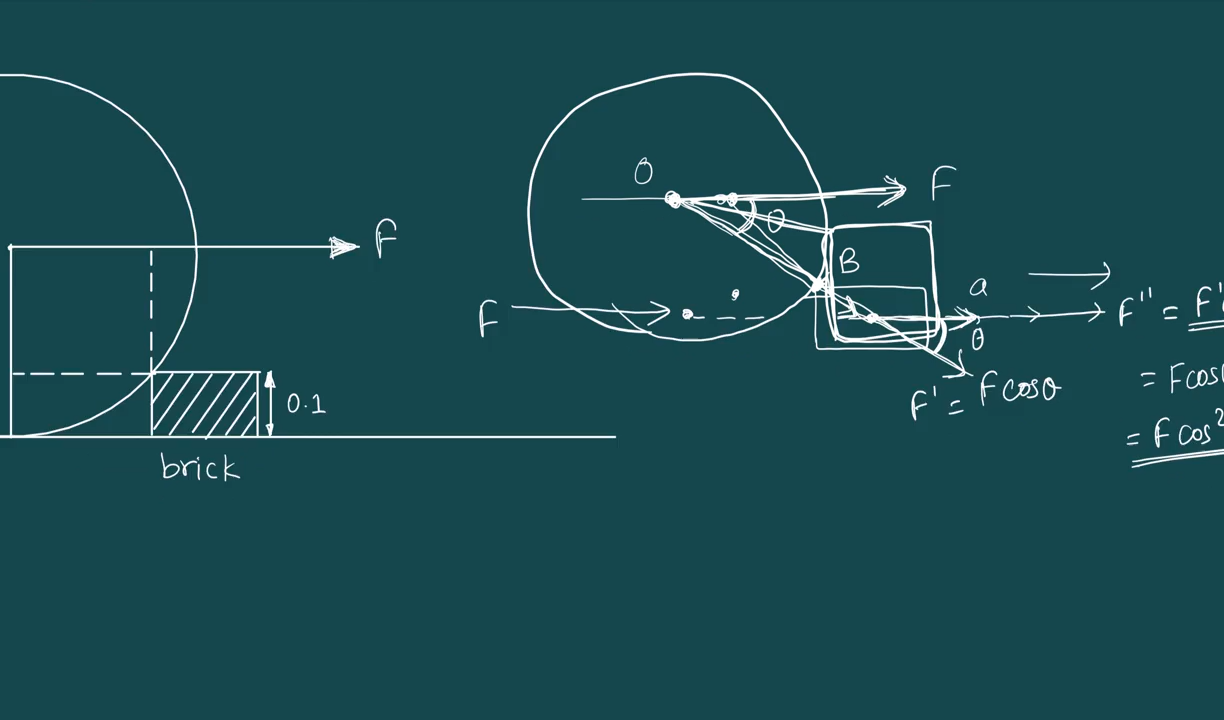 F
0.1
brick
O
F
θ
B
F
a
θ
F' = F cosθ
F'' = F'
= F cos
= F cos²